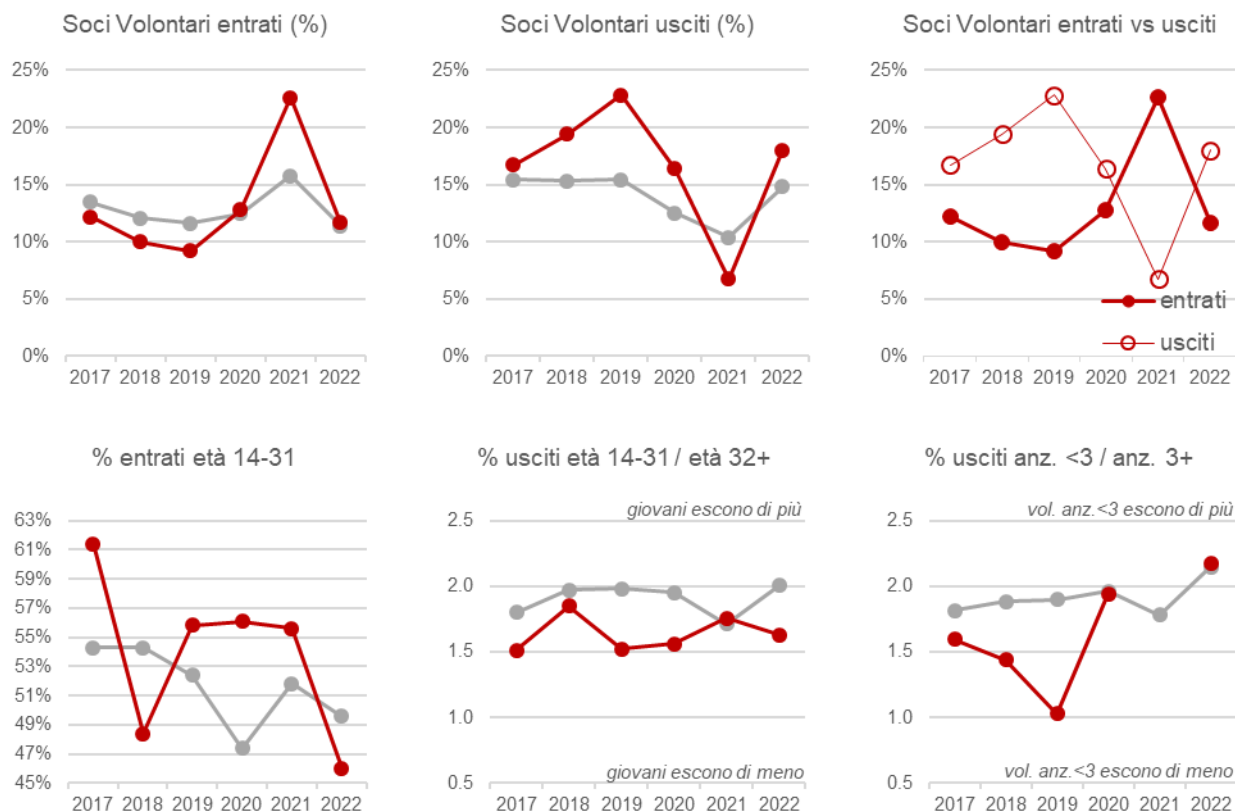 Soci Volontari entrati (%)
25%
20%
15%
10%
5%
0%
2017 2018 2019 2020 2021 2022
Soci Volontari usciti (%)
25%
20%
15%
10%
5%
0%
2017 2018 2019 2020 2021 2022
Soci Volontari entrati vs usciti
25%
20%
15%
10%
5%
0%
entrati
usciti
2017 2018 2019 2020 2021 2022
% entrati età 14-31
63%
61%
59%
57%
55%
53%
51%
49%
47%
45%
2017 2018 2019 2020 2021 2022
% usciti età 14-31 / età 32+
2.5
2.0
1.5
1.0
0.5
giovani escono di più
giovani escono di meno
2017 2018 2019 2020 2021 2022
% usciti anz. <3 / anz. 3+
2.5
2.0
1.5
1.0
0.5
vol. anz.<3 escono di più
vol. anz.<3 escono di meno
2017 2018 2019 2020 2021 2022